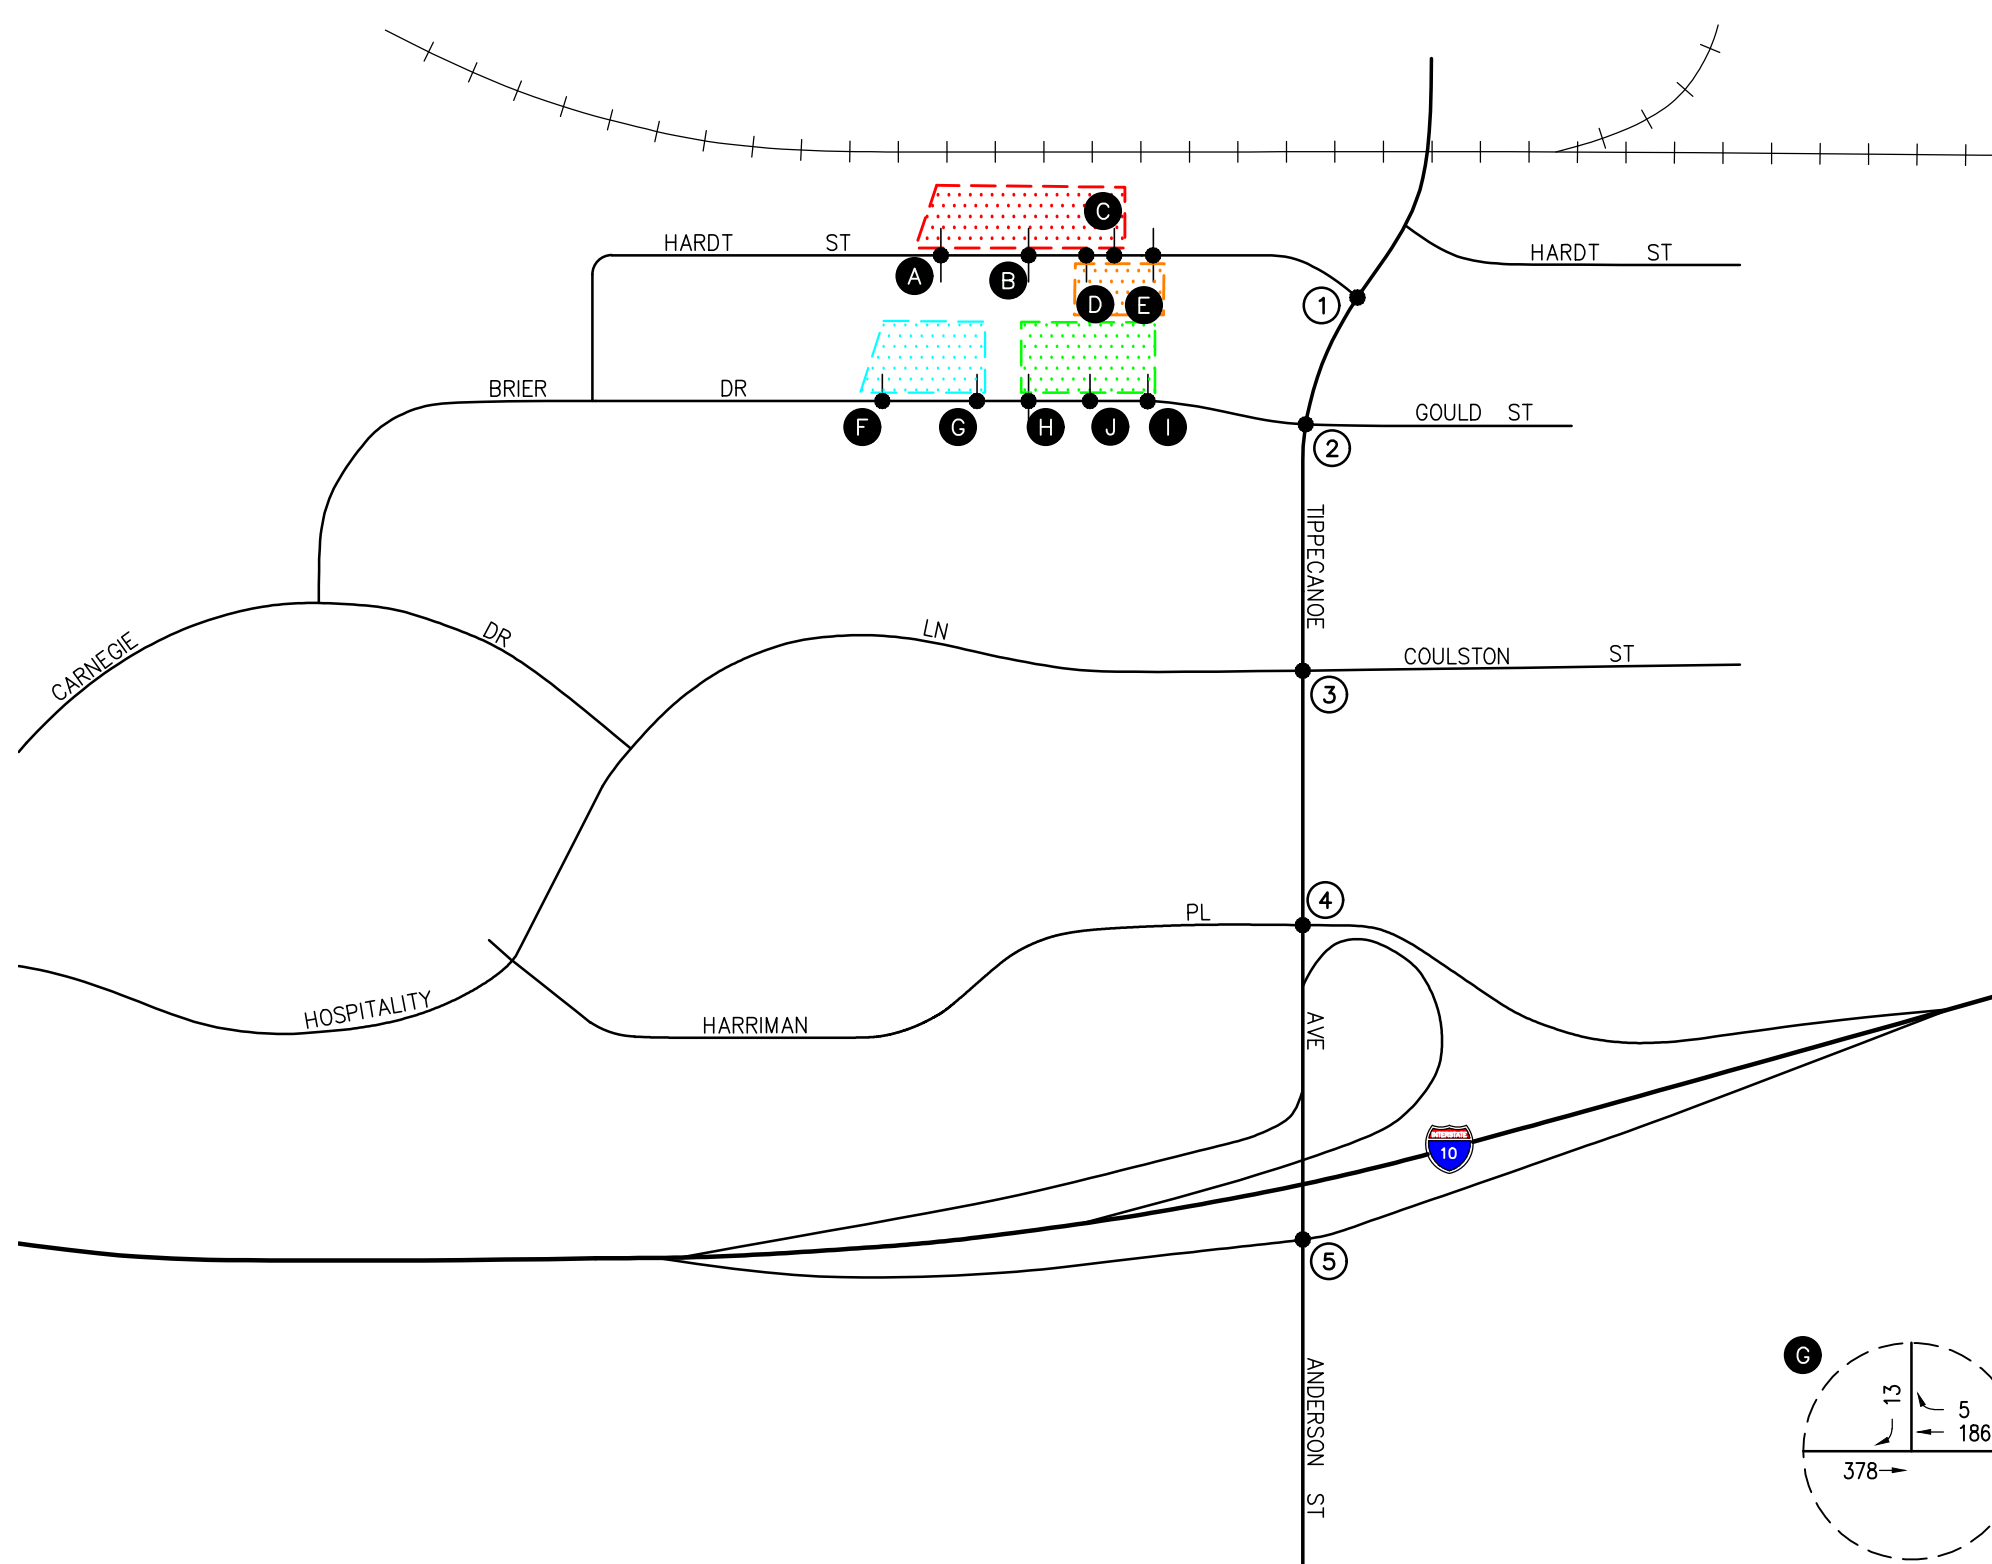 C
HARDT ST
HARDT ST
A
B
D
E
1
BRIER DR
GOULD ST
F
G
H
J
I
2
TIPPECANOE
CARNEGIE
DR
LN
COULSTON ST
3
4
PL
HOSPITALITY
HARRIMAN
AVE
INTERSTATE
10
5
ANDERSON ST
G
13
5
186
378